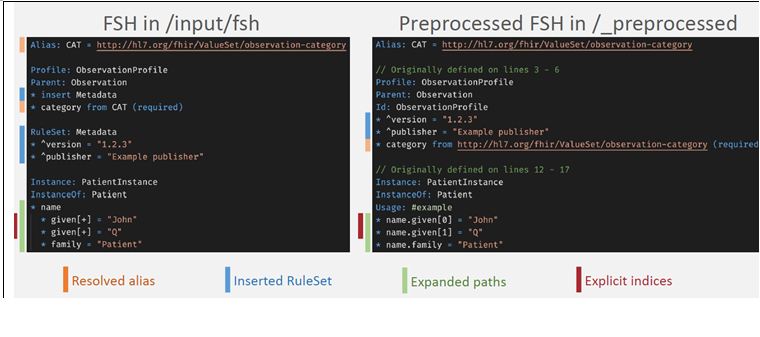 FSH in /input/fsh
Alias: CAT = http://hl7.org/fhir/ValueSet/observation-category
Profile: ObservationProfile
Parent: Observation
* insert Metadata
* category from CAT (required)
RuleSet: Metadata
* ^version = "1.2.3"
* ^publisher = "Example publisher"
Instance: PatientInstance
InstanceOf: Patient
* name
* given[+] = "John"
* given[+] = "Q"
* family = "Patient"
Preprocessed FSH in /_preprocessed
Alias: CAT = http://hl7.org/fhir/ValueSet/observation-category
// Originally defined on lines 3 - 6
Profile: ObservationProfile
Parent: Observation
Id: ObservationProfile
* ^version = "1.2.3"
* ^publisher = "Example publisher"
* category from http://hl7.org/fhir/ValueSet/observation-category (required
// Originally defined on lines 12 - 17
Instance: PatientInstance
InstanceOf: Patient
Usage: #example
* name.given[0] = "John"
* name.given[1] = "Q"
* name.family = "Patient"
Resolved alias
Inserted RuleSet
Expanded paths
Explicit indices